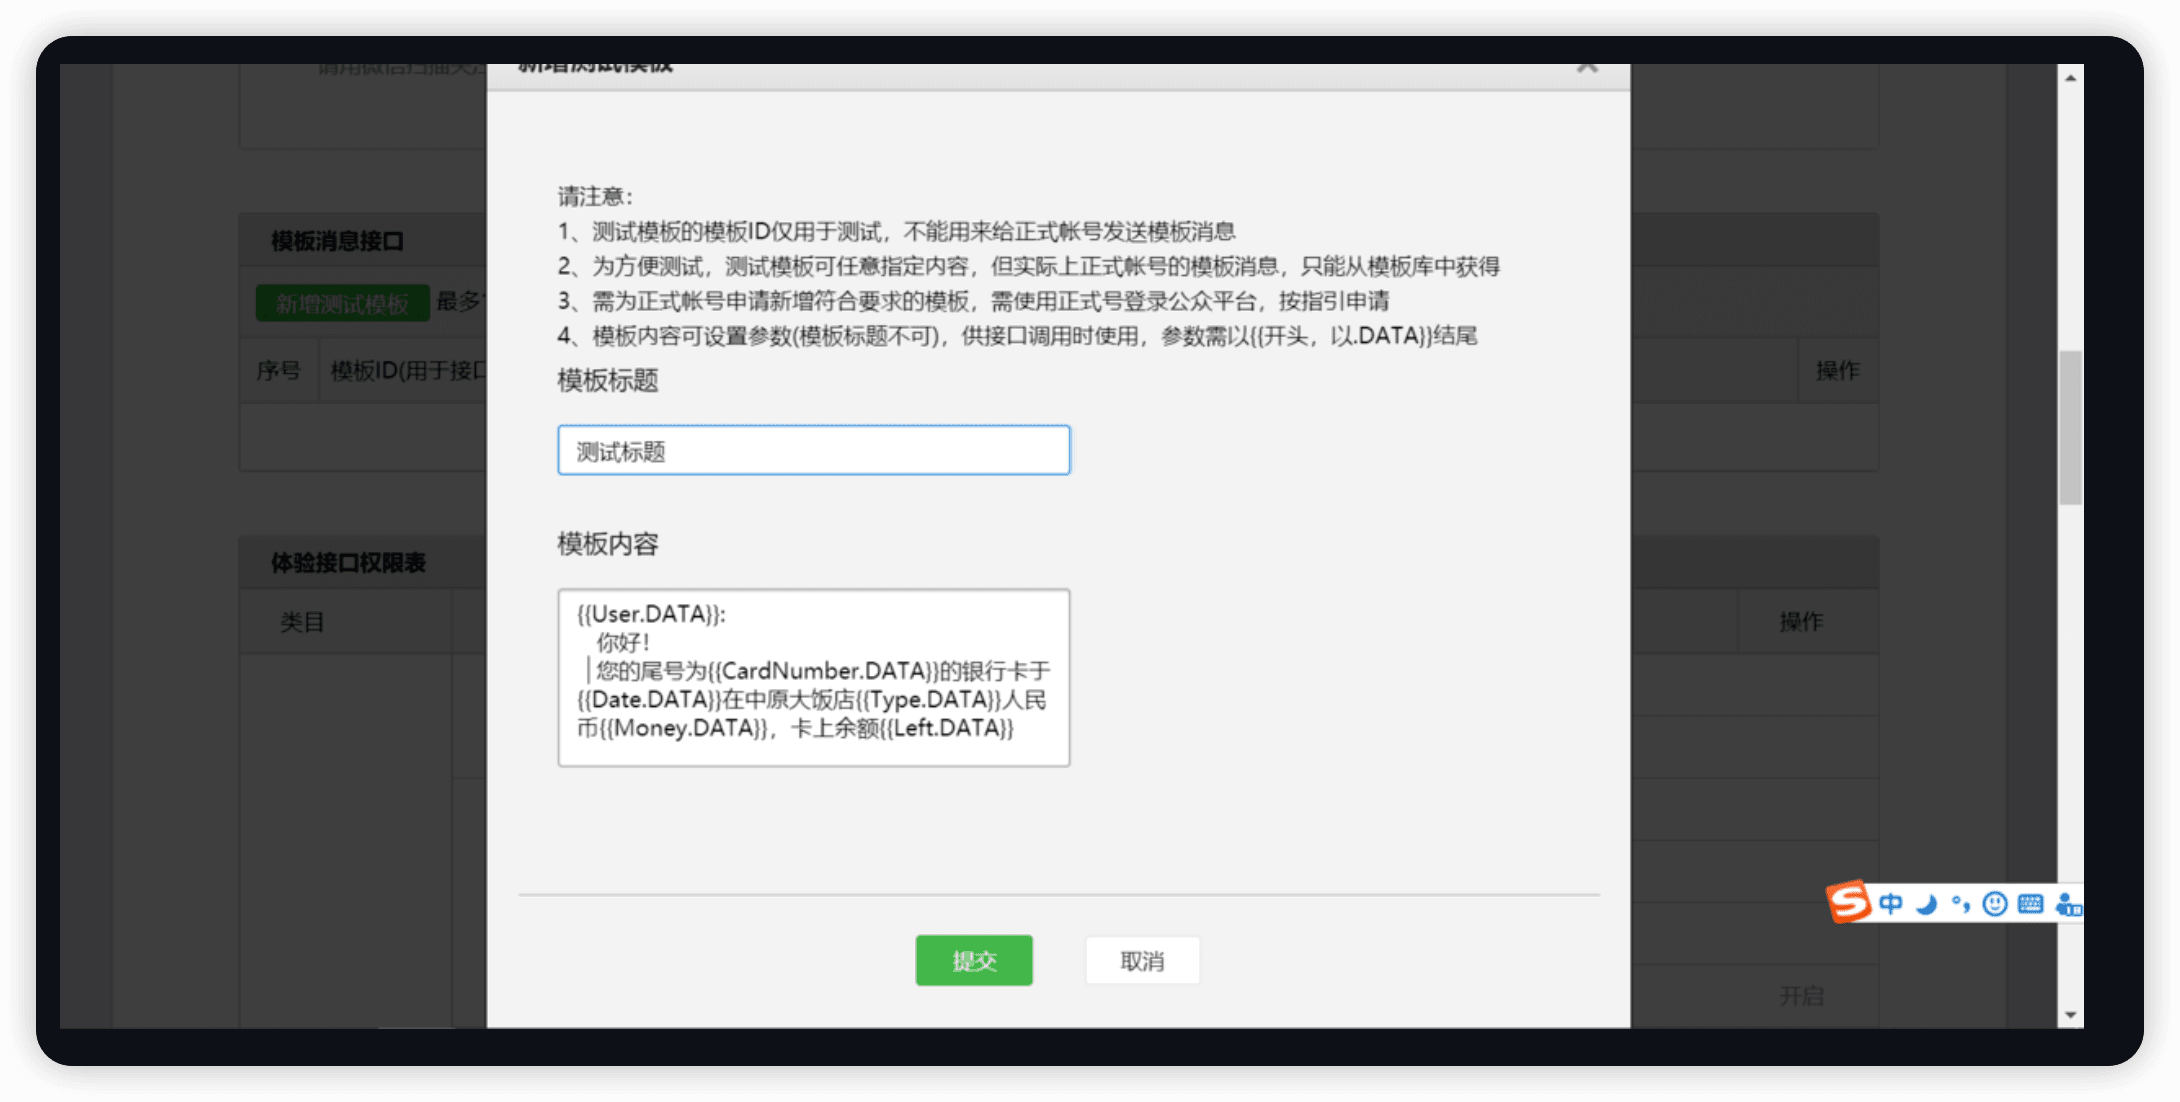 请用微信扫描关注
新增测试模板
请注意：
1、测试模板的模板ID仅用于测试，不能用来给正式帐号发送模板消息
2、为方便测试，测试模板可任意指定内容，但实际上正式帐号的模板消息，只能从模板库中获得
3、需为正式帐号申请新增符合要求的模板，需使用正式号登录公众平台，按指引申请
4、模板内容可设置参数(模板标题不可)，供接口调用时使用，参数需以{{开头，以.DATA}}结尾
模板标题
测试标题
模板内容
{{User.DATA}}:
你好！
您的尾号为{{CardNumber.DATA}}的银行卡于
{{Date.DATA}}在中原大饭店{{Type.DATA}}人民
币{{Money.DATA}}，卡上余额{{Left.DATA}}
提交 取消
模板消息接口
新增测试模板 最多
序号 模板ID(用于接口 操作
体验接口权限表
类目 操作
开启
中